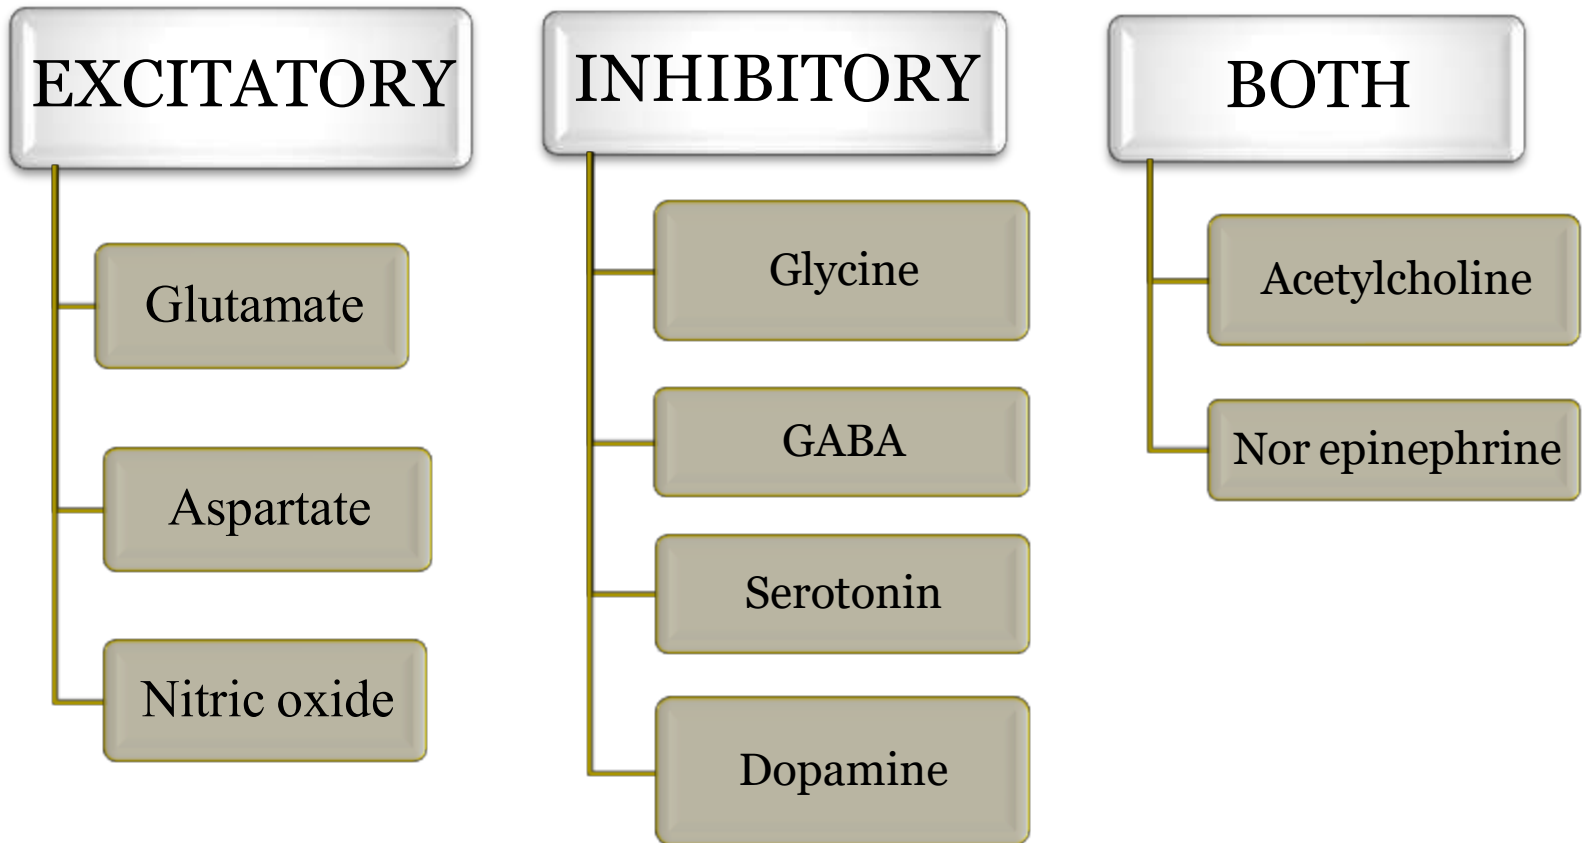 EXCITATORY
Glutamate
Aspartate
Nitric oxide
INHIBITORY
Glycine
GABA
Serotonin
Dopamine
BOTH
Acetylcholine
Nor epinephrine